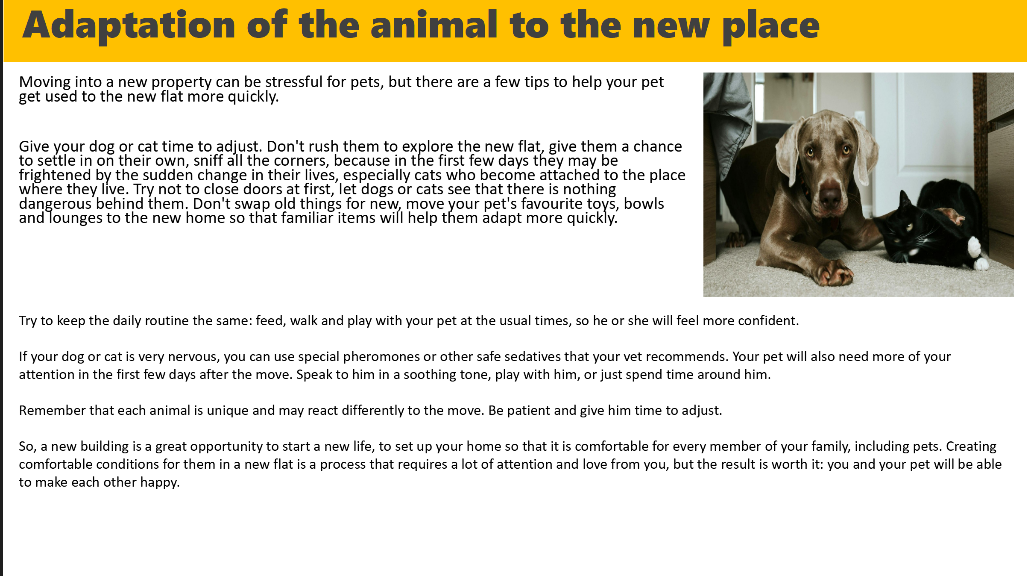 Adaptation of the animal to the new place
Moving into a new property can be stressful for pets, but there are a few tips to help your pet
get used to the new flat more quickly.
Give your dog or cat time to adjust. Don't rush them to explore the new flat, give them a chance
to settle in on their own, sniff all the corners, because in the first few days they may be
frightened by the sudden change in their lives, especially cats who become attached to the place
where they live. Try not to close doors at first, let dogs or cats see that there is nothing
dangerous behind them. Don't swap old things for new, move your pet's favourite toys, bowls
and lounges to the new home so that familiar items will help them adapt more quickly.
Try to keep the daily routine the same: feed, walk and play with your pet at the usual times, so he or she will feel more confident.
If your dog or cat is very nervous, you can use special pheromones or other safe sedatives that your vet recommends. Your pet will also need more of your
attention in the first few days after the move. Speak to him in a soothing tone, play with him, or just spend time around him.
Remember that each animal is unique and may react differently to the move. Be patient and give him time to adjust.
So, a new building is a great opportunity to start a new life, to set up your home so that it is comfortable for every member of your family, including pets. Creating
comfortable conditions for them in a new flat is a process that requires a lot of attention and love from you, but the result is worth it: you and your pet will be able
to make each other happy.